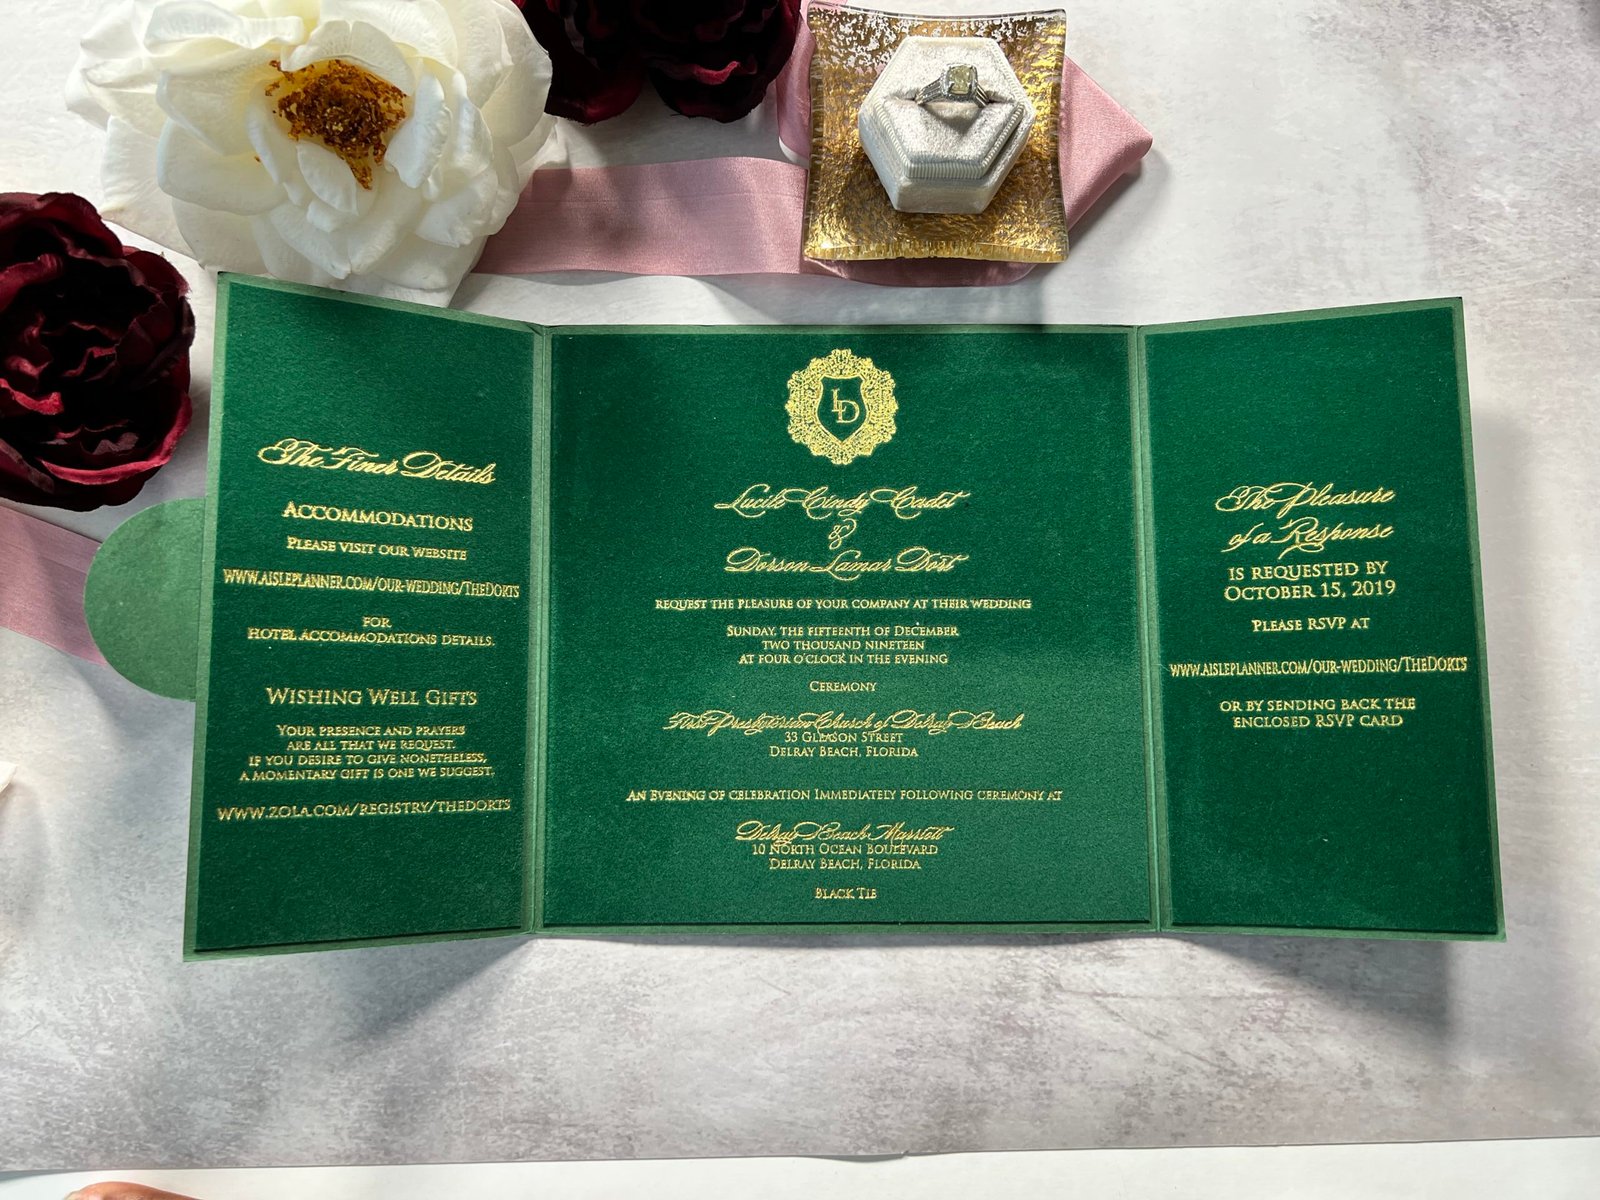 The Finer Details
Accommodations
Please visit our website
www.aisleplanner.com/our-wedding/TheDorts
for
hotel accommodations details.
Wishing Well Gifts
Your presence and prayers
are all that we request.
If you desire to give nonetheless,
a momentary gift is one we suggest.
www.zola.com/registry/thedorts
LD
Lucile Cindy Cadet
&
Dorson Lamar Dort
request the pleasure of your company at their wedding
Sunday, the fifteenth of December
two thousand nineteen
at four o'clock in the evening
Ceremony
First Presbyterian Church of Delray Beach
33 Gleason Street
Delray Beach, Florida
An Evening of celebration Immediately following ceremony at
Delray Beach Marriott
10 North Ocean Boulevard
Delray Beach, Florida
Black Tie
The Pleasure
of a Response
is requested by
October 15, 2019
Please RSVP at
www.aisleplanner.com/our-wedding/TheDorts
or by sending back the
enclosed RSVP card